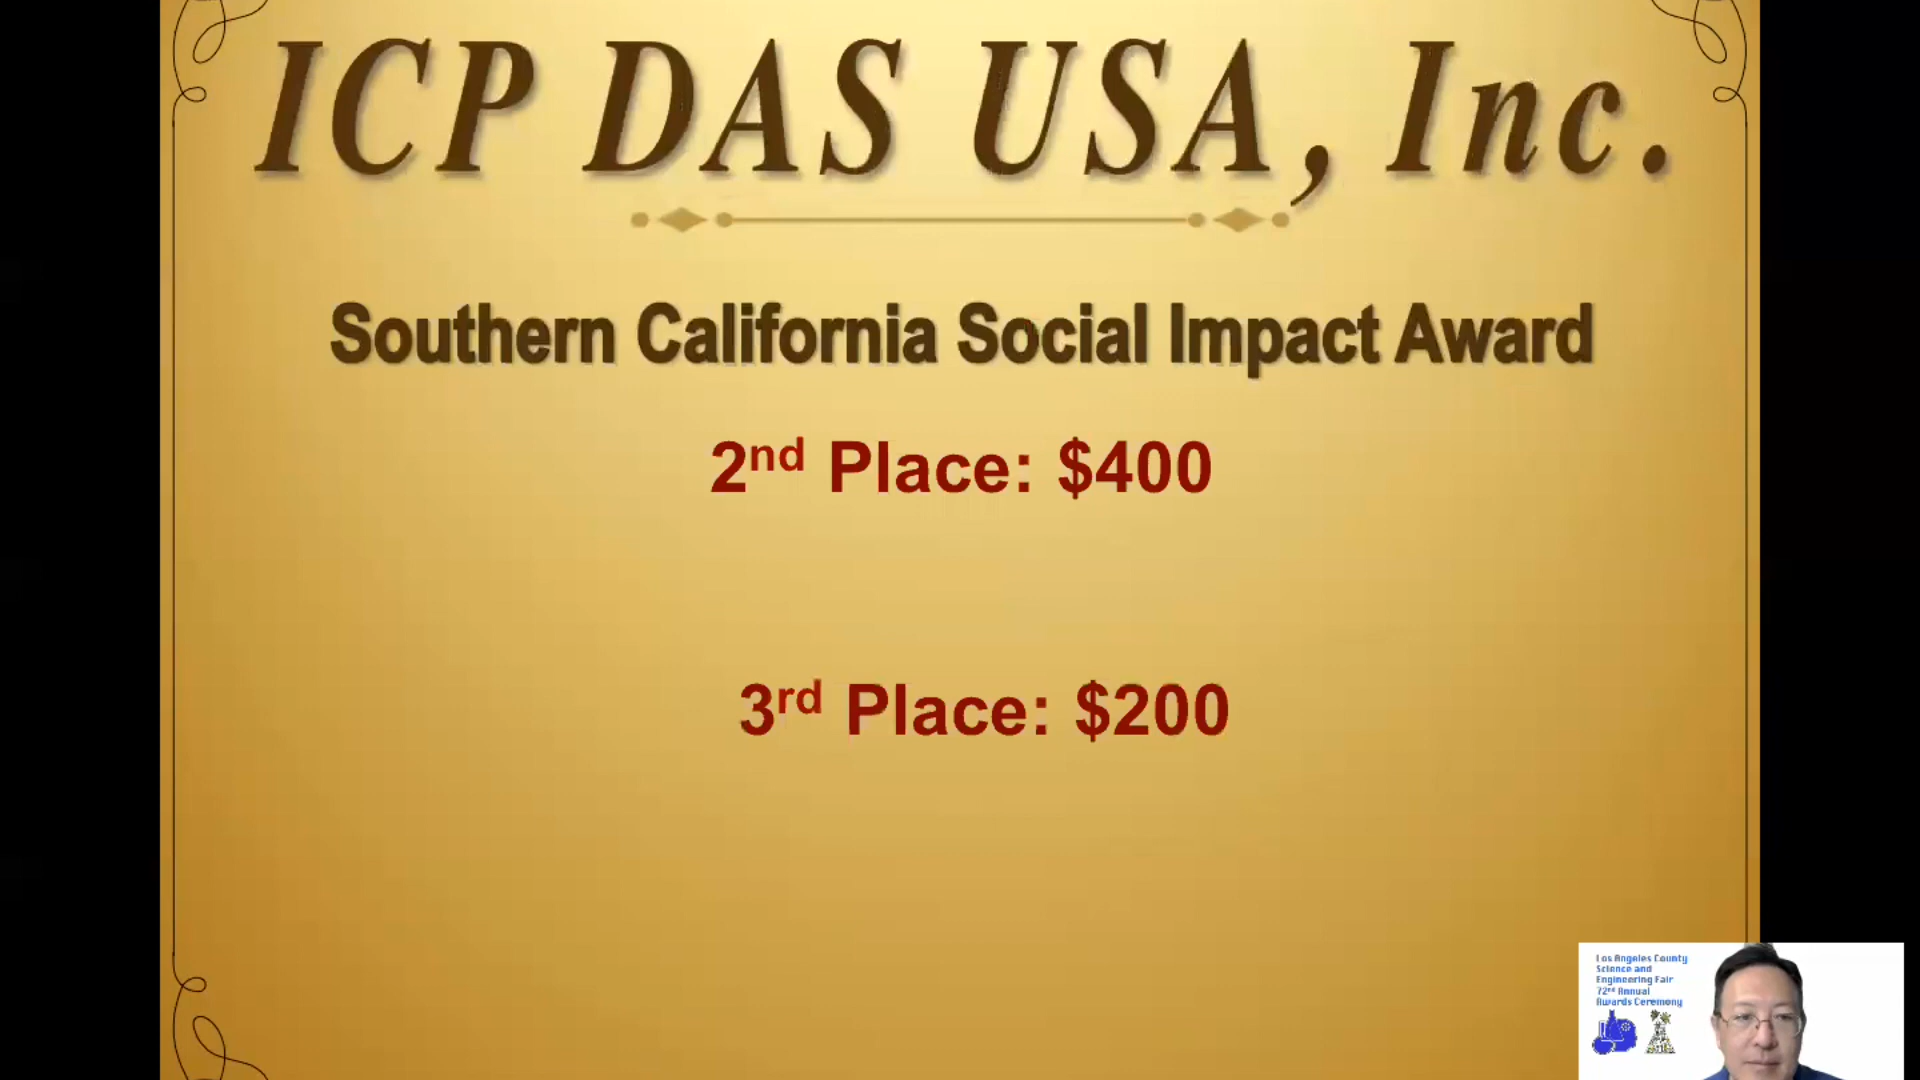 ICP DAS USA, Inc.
Southern California Social Impact Award
2nd Place: $400
3rd Place: $200
Los Angeles County
Science and
Engineering Fair
72nd Annual
Awards Ceremony